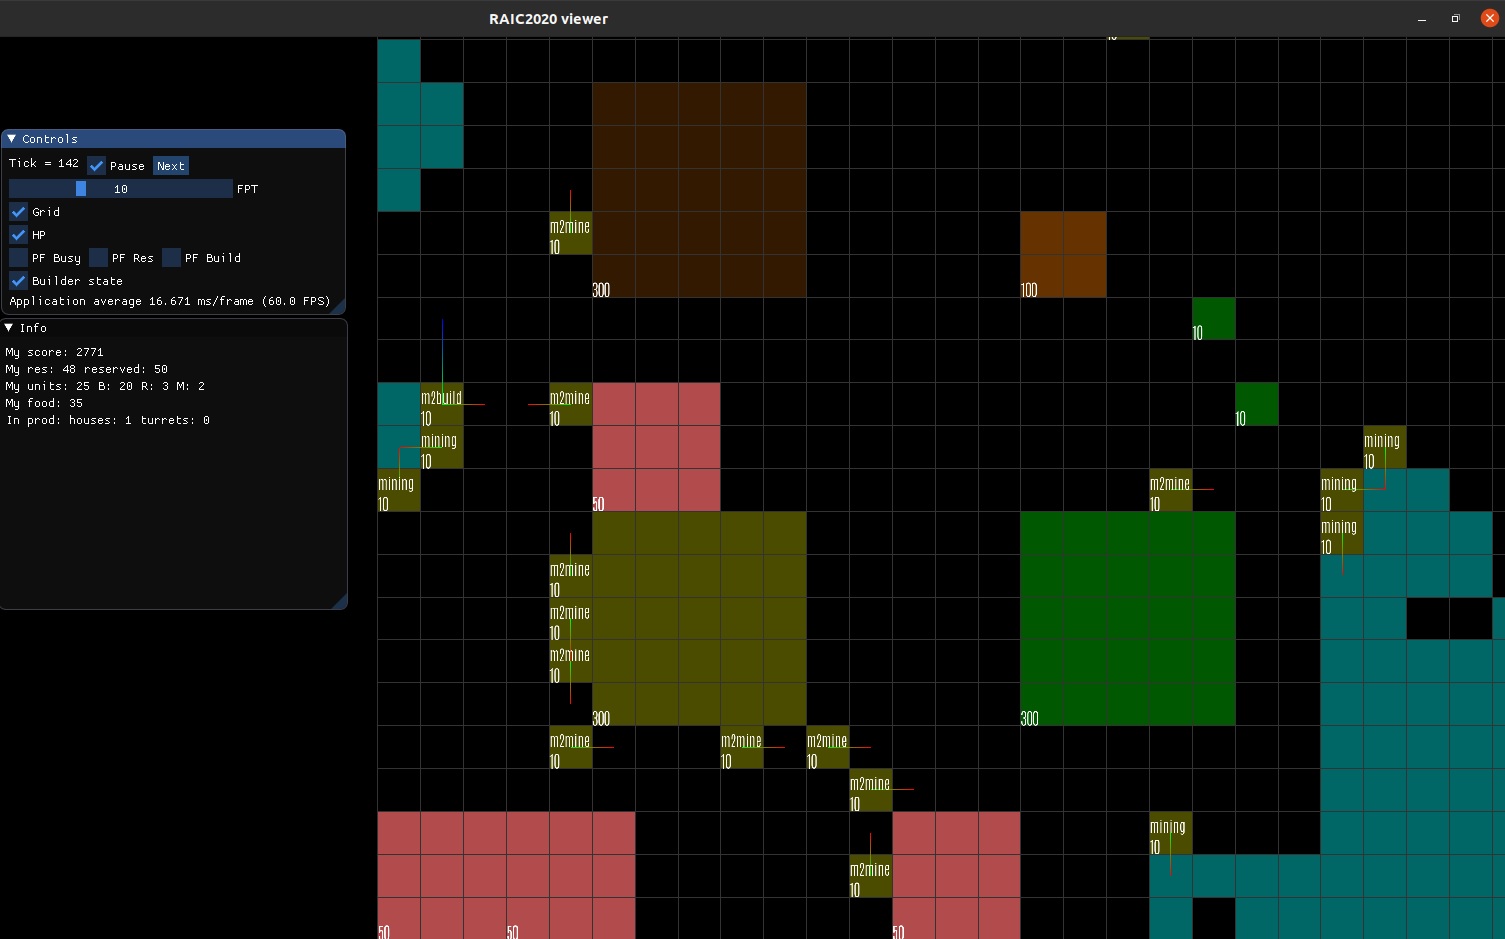 RAIC2020 viewer
Controls
Tick = 142 Pause Next
10 FPT
Grid
HP
PF Busy PF Res PF Build
Builder state
Application average 16.671 ms/frame (60.0 FPS)
Info
My score: 2771
My res: 48 reserved: 50
My units: 25 B: 20 R: 3 M: 2
My food: 35
In prod: houses: 1 turrets: 0
m2mine
10
300
100
10
m2build
10
m2mine
10
10
mining
10
mining
10
mining
10
50
m2mine
10
mining
10
mining
10
m2mine
10
m2mine
10
m2mine
10
300
300
m2mine
10
m2mine
10
m2mine
10
m2mine
10
mining
10
m2mine
10
50
50
50